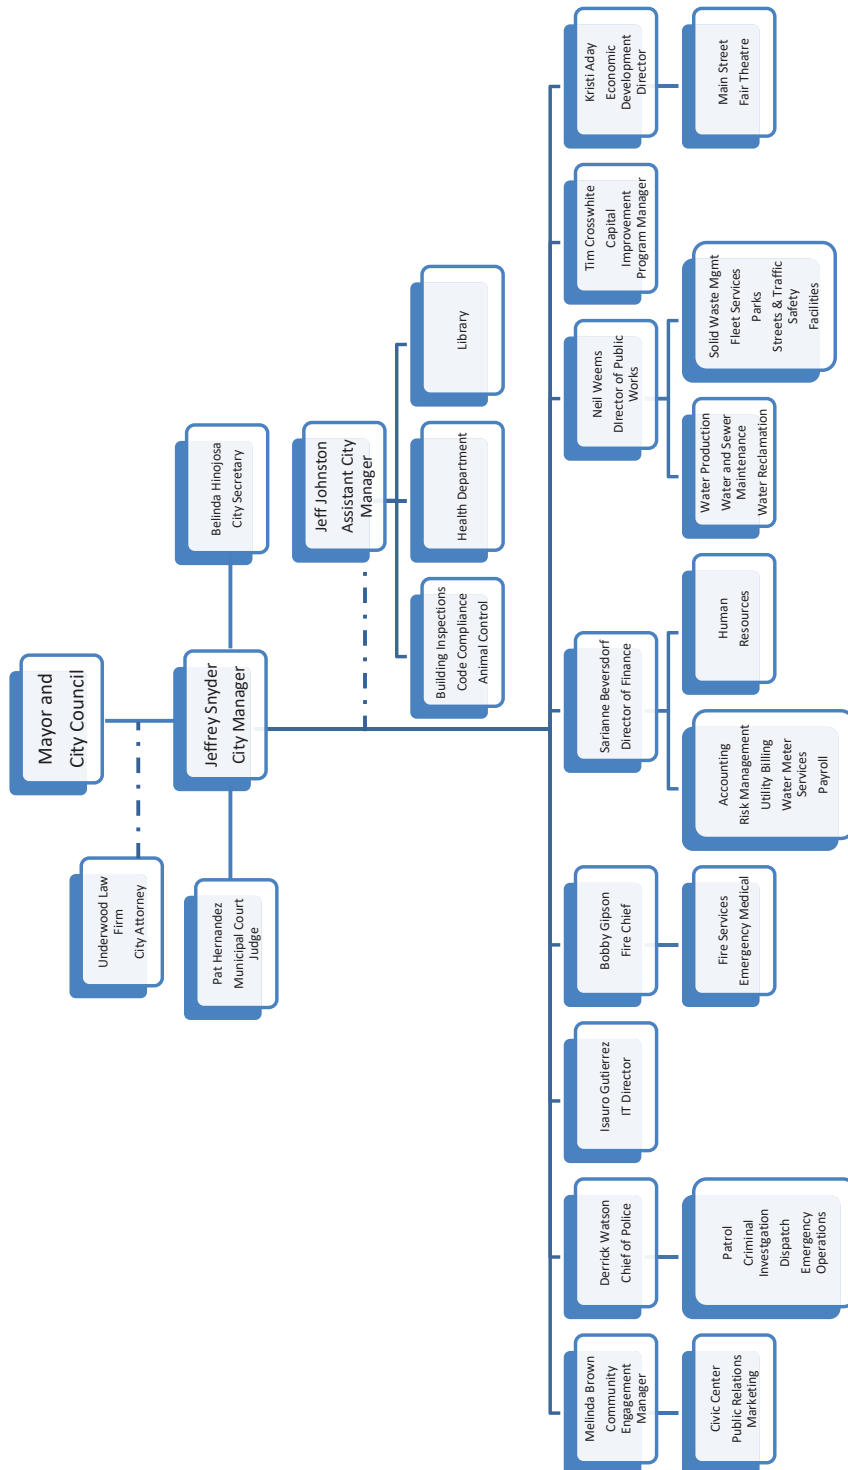 Mayor and
City Council
Underwood Law
Firm
City Attorney
Pat Hernandez
Municipal Court
Judge
Jeffrey Snyder
City Manager
Belinda Hinojosa
City Secretary
Jeff Johnston
Assistant City
Manager
Building Inspections
Code Compliance
Animal Control
Health Department
Library
Melinda Brown
Community
Engagement
Manager
Derrick Watson
Chief of Police
Isauro Gutierrez
IT Director
Bobby Gipson
Fire Chief
Sarianne Beversdorf
Director of Finance
Neil Weems
Director of Public
Works
Tim Crosswhite
Capital
Improvement
Program Manager
Kristi Aday
Economic
Development
Director
Civic Center
Public Relations
Marketing
Patrol
Criminal
Investgation
Dispatch
Emergency
Operations
Fire Services
Emergency Medical
Accounting
Risk Management
Utility Billing
Water Meter
Services
Payroll
Human
Resources
Water Production
Water and Sewer
Maintenance
Water Reclamation
Solid Waste Mgmt
Fleet Services
Parks
Streets & Traffic
Safety
Facilities
Main Street
Fair Theatre